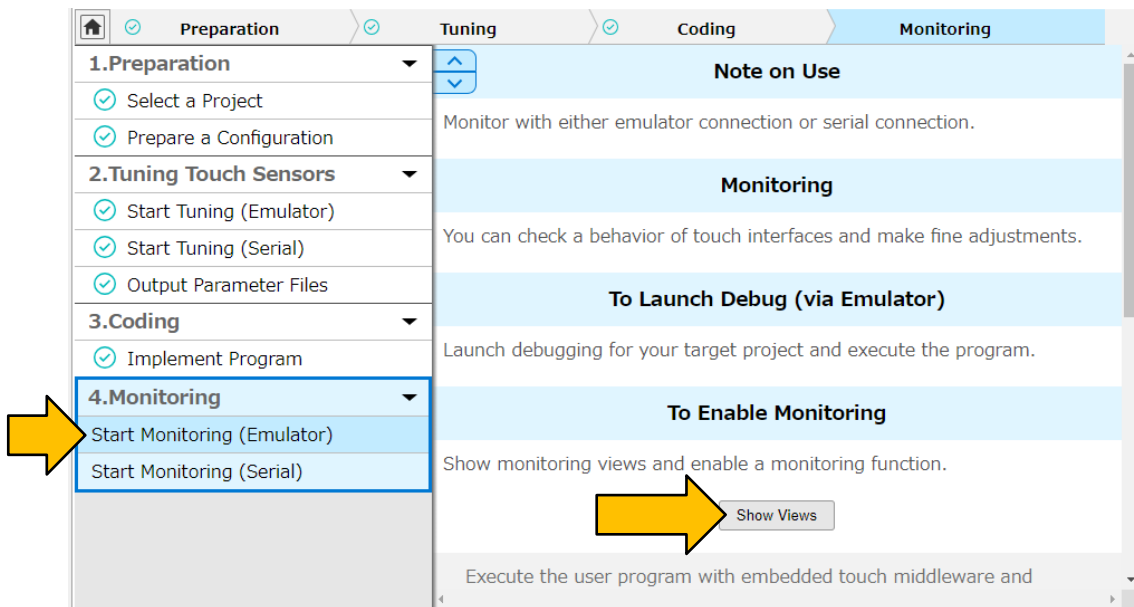 Preparation
Tuning
Coding
Monitoring
1.Preparation
Select a Project
Prepare a Configuration
2.Tuning Touch Sensors
Start Tuning (Emulator)
Start Tuning (Serial)
Output Parameter Files
3.Coding
Implement Program
4.Monitoring
Start Monitoring (Emulator)
Start Monitoring (Serial)
Note on Use
Monitor with either emulator connection or serial connection.
Monitoring
You can check a behavior of touch interfaces and make fine adjustments.
To Launch Debug (via Emulator)
Launch debugging for your target project and execute the program.
To Enable Monitoring
Show monitoring views and enable a monitoring function.
Show Views
Execute the user program with embedded touch middleware and